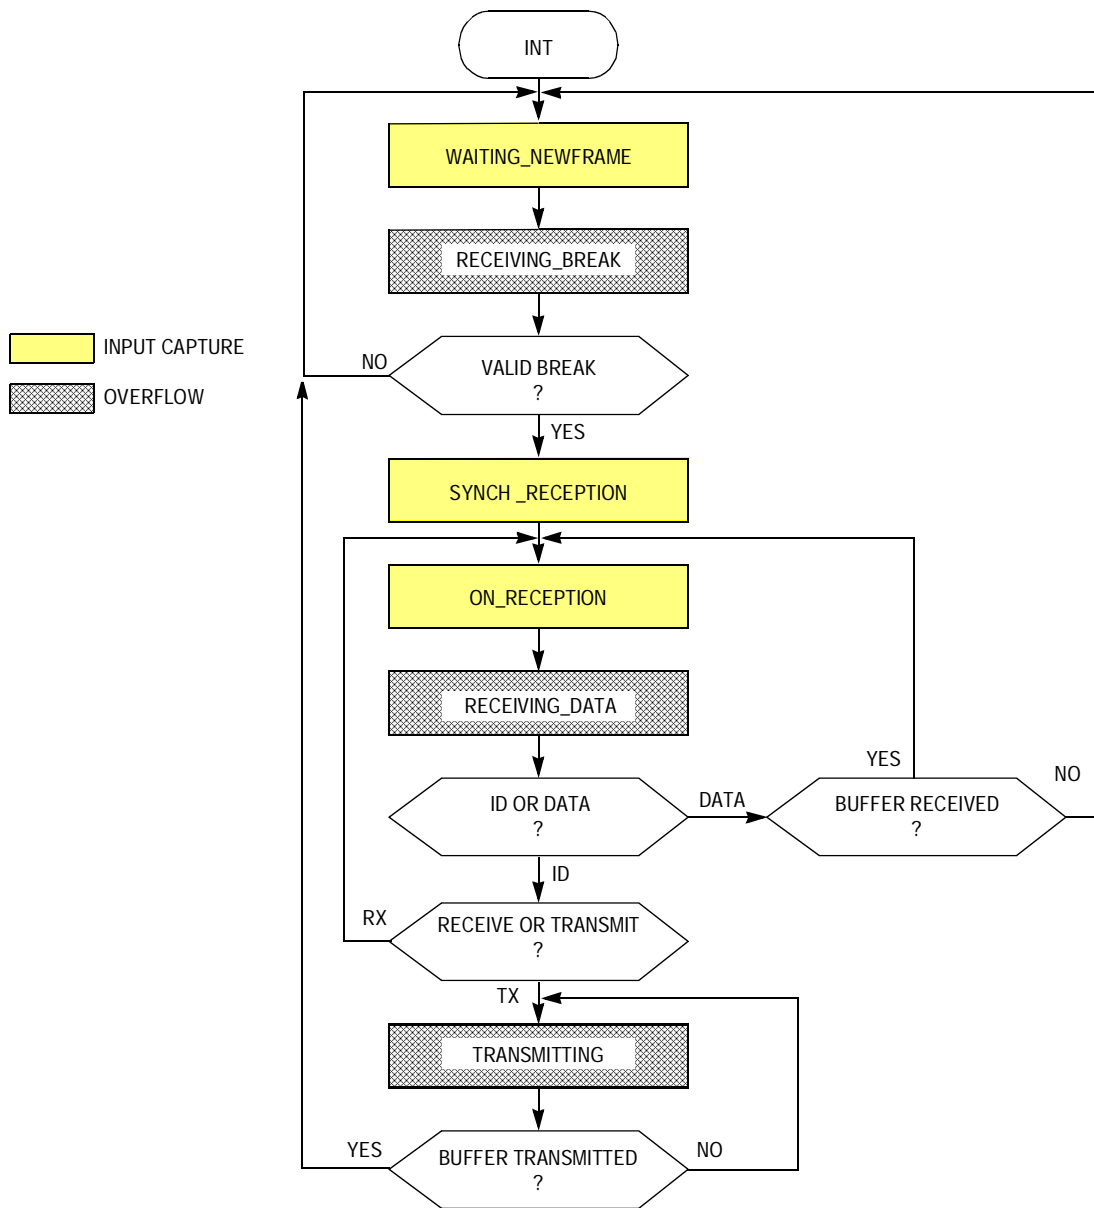 INT
WAITING_NEWFRAME
RECEIVING_BREAK
INPUT CAPTURE
OVERFLOW
NO
VALID BREAK
?
YES
SYNCH _RECEPTION
ON_RECEPTION
RECEIVING_DATA
YES
NO
ID OR DATA
?
DATA
BUFFER RECEIVED
?
ID
RX
RECEIVE OR TRANSMIT
?
TX
TRANSMITTING
YES
BUFFER TRANSMITTED
?
NO